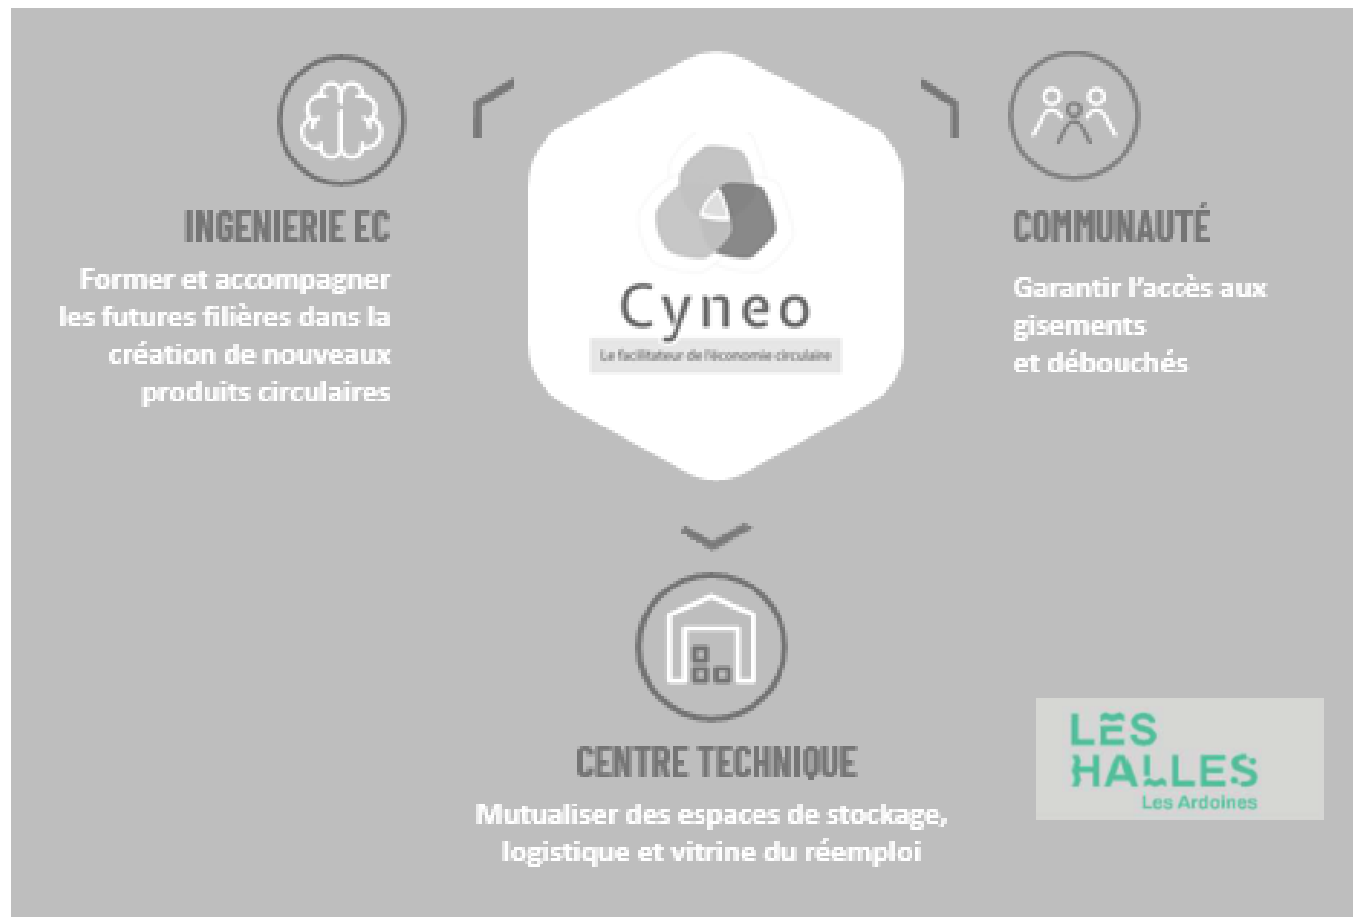 INGENIERIE EC
Former et accompagner
les futures filières dans la
création de nouveaux
produits circulaires
Cyneo
Le facilitateur de l'économie circulaire
COMMUNAUTÉ
Garantir l'accès aux
gisements
et débouchés
CENTRE TECHNIQUE
Mutualiser des espaces de stockage,
logistique et vitrine du réemploi
LES
HALLES
Les Ardoines